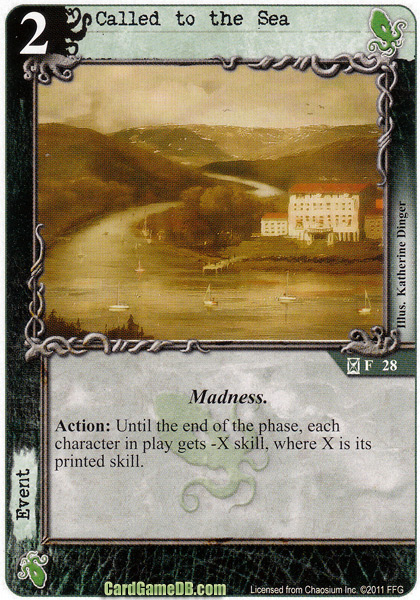 2
Called to the Sea
Illus. Katherine Dinger
F 28
Madness.
Action: Until the end of the phase, each
character in play gets -X skill, where X is its
printed skill.
Event
CardGameDB.com
Licensed from Chaosium Inc. ©2011 FFG